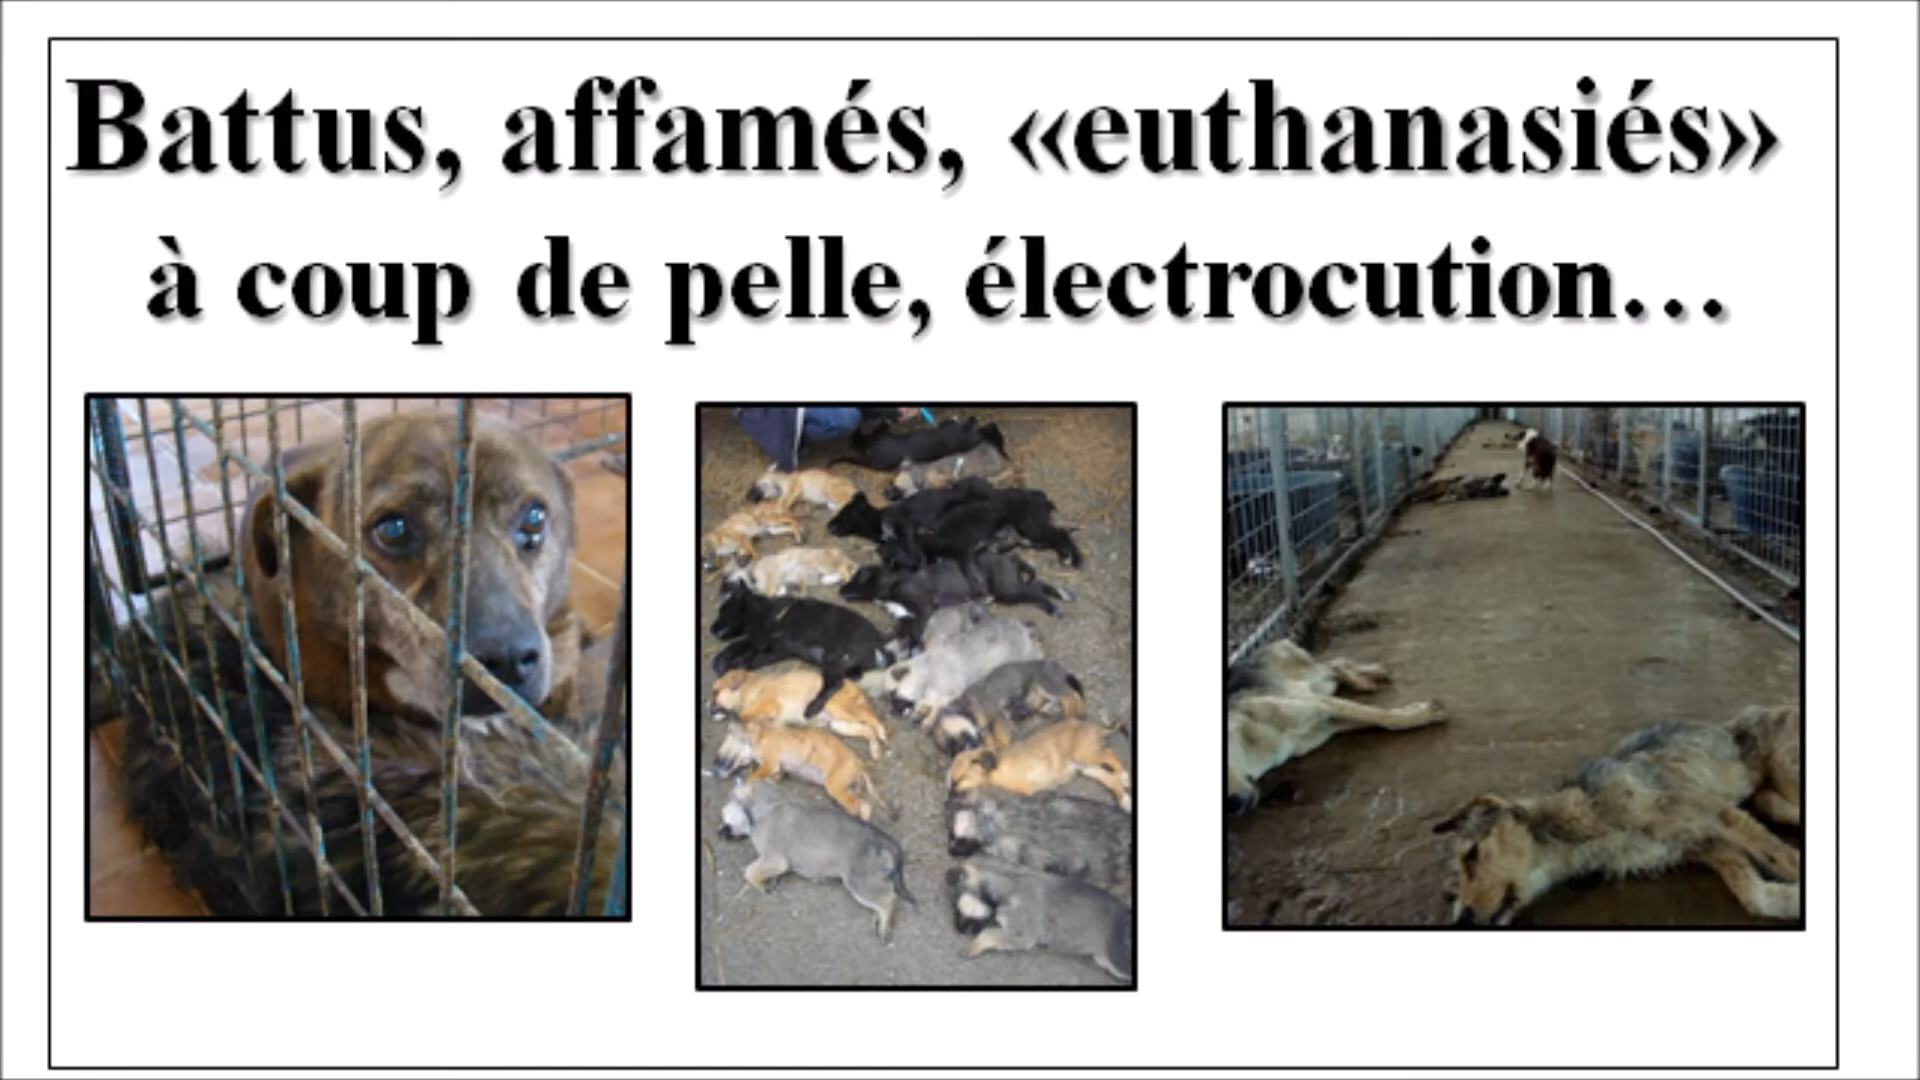 Battus, affamés, «euthanasiés»
à coup de pelle, électrocution...